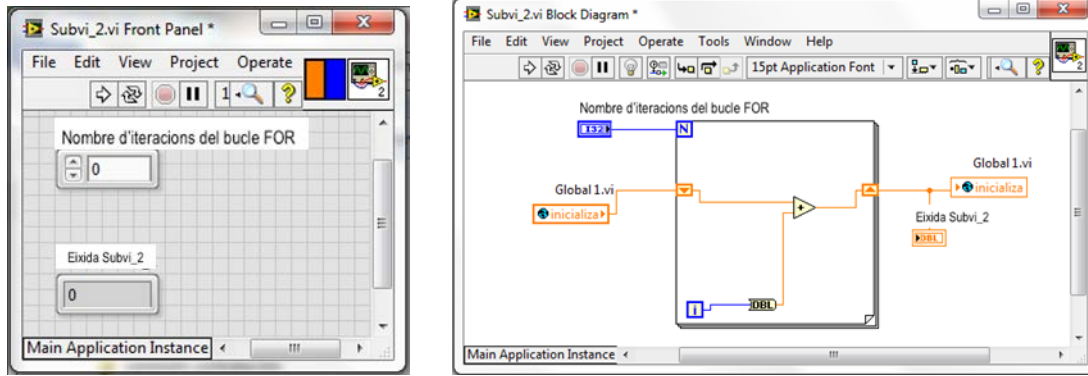 Subvi_2.vi Front Panel *
File Edit View Project Operate
1
2
Nombre d'iteracions del bucle FOR
0
Eixida Subvi_2
0
Main Application Instance
Subvi_2.vi Block Diagram *
File Edit View Project Operate Tools Window Help
15pt Application Font
2
Nombre d'iteracions del bucle FOR
I32
N
Global 1.vi
inicializa
Global 1.vi
inicializa
Eixida Subvi_2
DBL
i
DBL
Main Application Instance